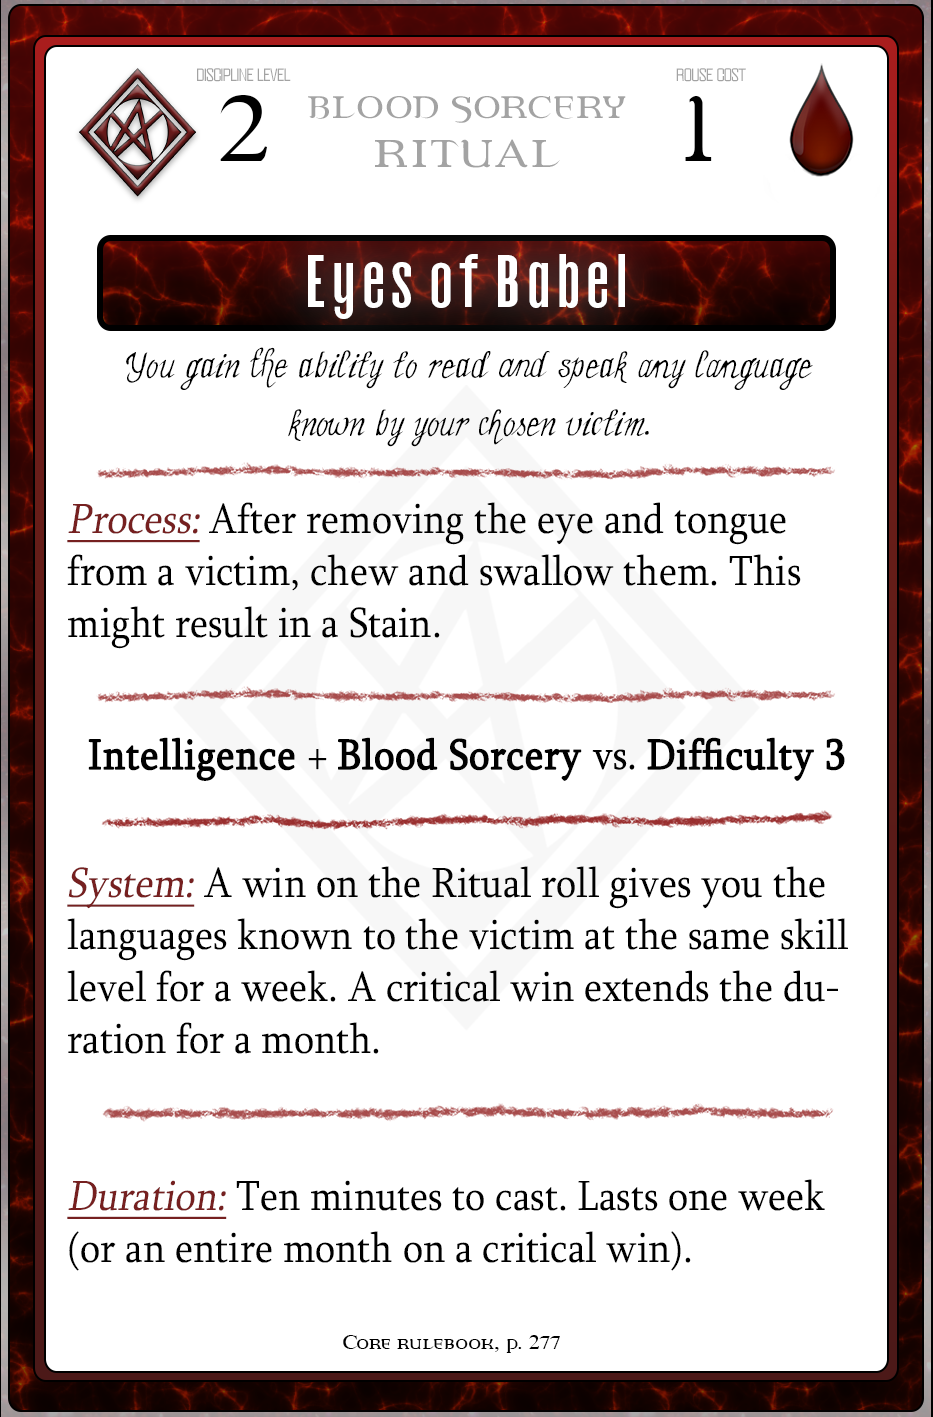 DISCIPLINE LEVEL
2
BLOOD SORCERY
RITUAL
ROUSE COST
1
Eyes of Babel
You gain the ability to read and speak any language
known by your chosen victim.
Process: After removing the eye and tongue
from a victim, chew and swallow them. This
might result in a Stain.
Intelligence + Blood Sorcery vs. Difficulty 3
System: A win on the Ritual roll gives you the
languages known to the victim at the same skill
level for a week. A critical win extends the du-
ration for a month.
Duration: Ten minutes to cast. Lasts one week
(or an entire month on a critical win).
Core rulebook, p. 277